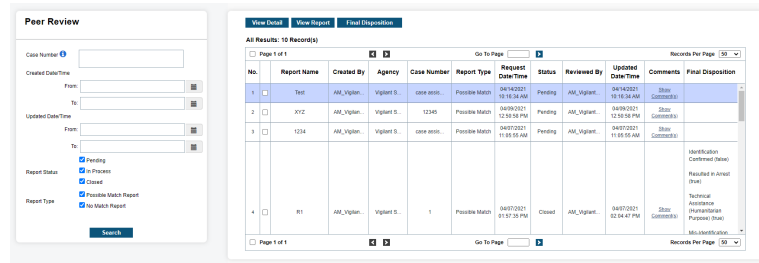 Peer Review
Case Number
Created Date/Time
From:
To:
Updated Date/Time
From:
To:
Report Status
Pending
In Process
Closed
Report Type
Possible Match Report
No Match Report
Search
View Detail View Report Final Disposition
All Results: 10 Record(s)
Page 1 of 1 Go To Page Records Per Page 50
No. Report Name Created By Agency Case Number Report Type Request Date/Time Status Reviewed By Updated Date/Time Comments Final Disposition
1 Test AM_Vigilan... Vigilant S... case assis... Possible Match 04/14/2021 10:18:34 AM Pending AM_Vigilant... 04/14/2021 10:18:34 AM Show Comment(s)
2 XYZ AM_Vigilan... Vigilant S... 12345 Possible Match 04/09/2021 12:50:58 PM Pending AM_Vigilant... 04/09/2021 12:50:58 PM Show Comment(s)
3 1234 AM_Vigilan... Vigilant S... case assis... Possible Match 04/07/2021 11:05:55 AM Pending AM_Vigilant... 04/07/2021 11:05:55 AM Show Comment(s)
4 R1 AM_Vigilan... Vigilant S... 1 Possible Match 04/07/2021 01:57:35 PM Closed AM_Vigilant... 04/07/2021 02:04:47 PM Show Comment(s)
Identification
Confirmed (false)
Resulted in Arrest
(true)
Technical
Assistance
(Humanitarian
Purpose) (true)
Mis-Identification
Page 1 of 1 Go To Page Records Per Page 50